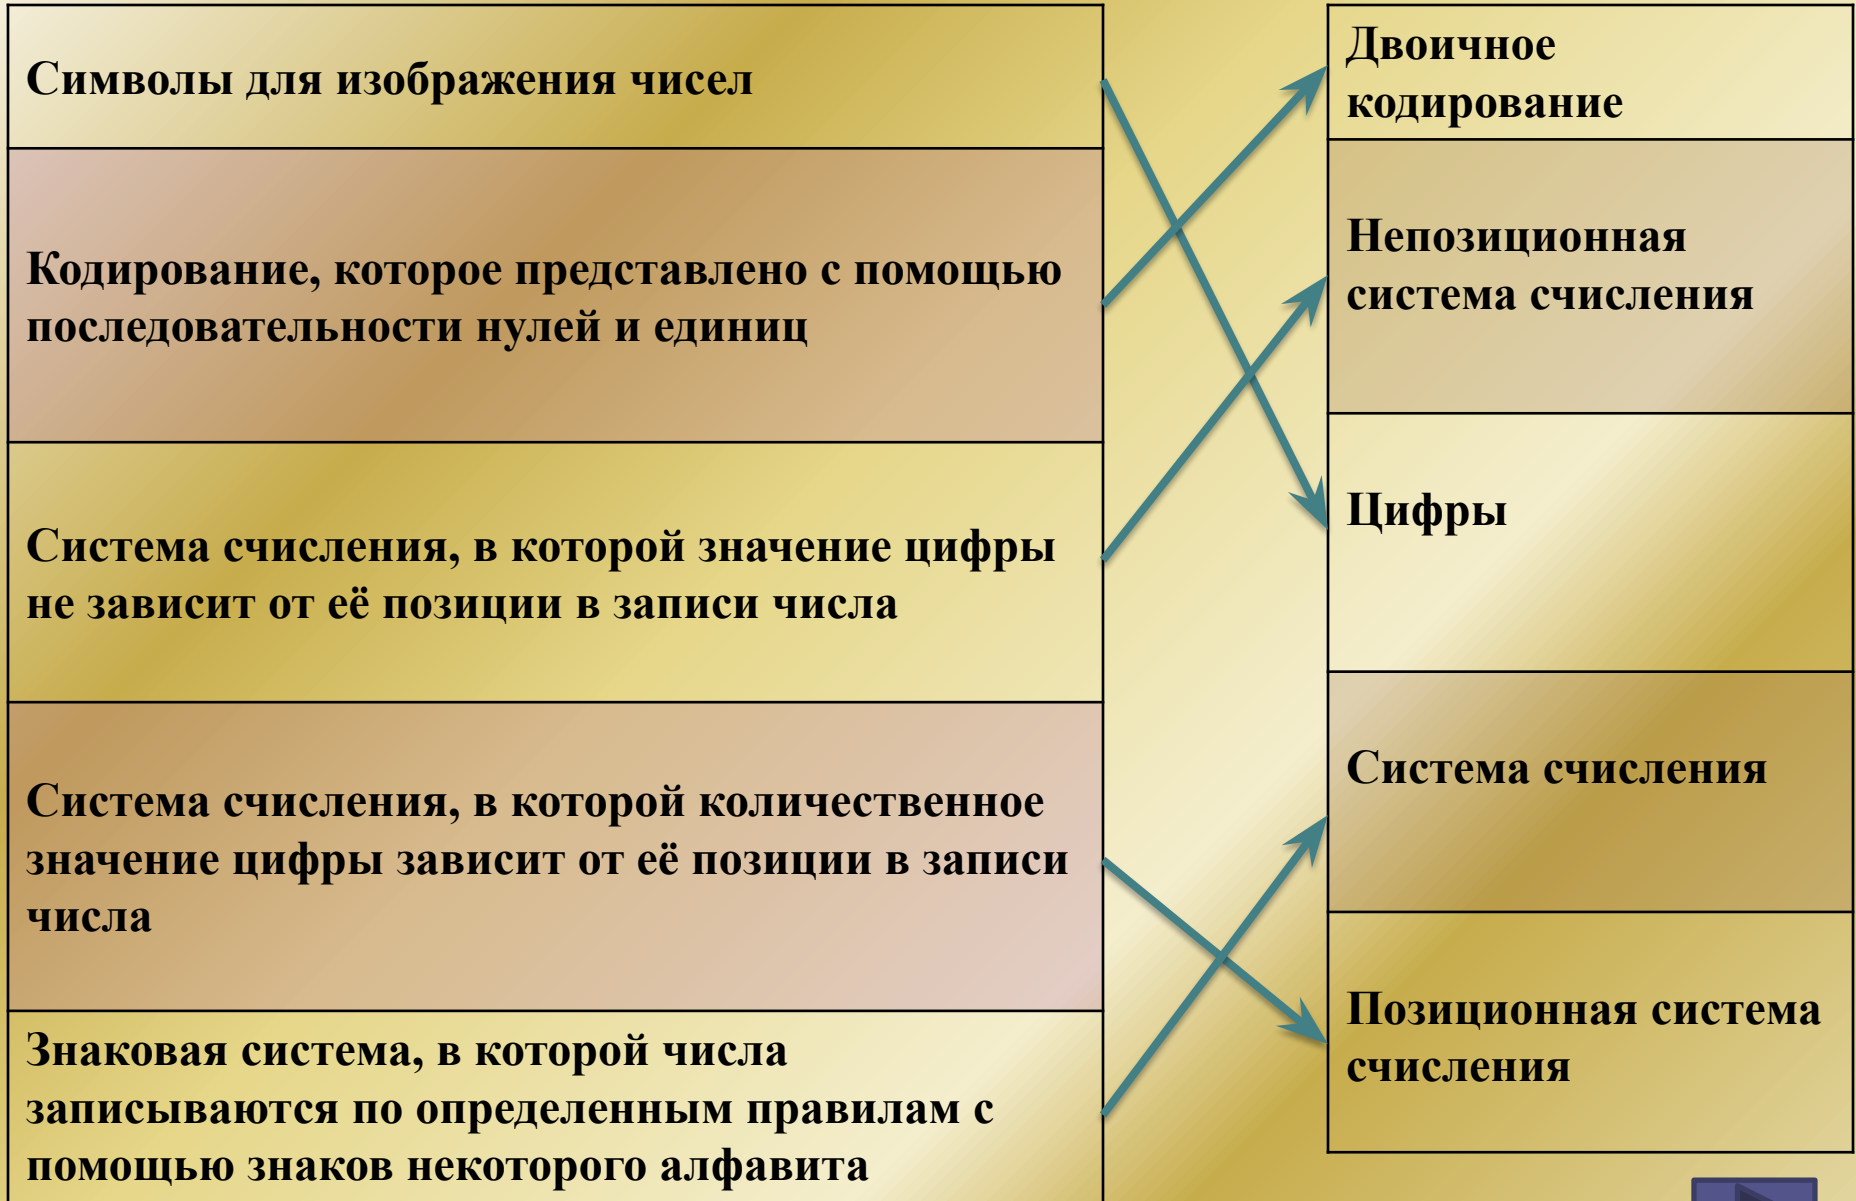 Символы для изображения чисел
Кодирование, которое представлено с помощью
последовательности нулей и единиц
Система счисления, в которой значение цифры
не зависит от её позиции в записи числа
Система счисления, в которой количественное
значение цифры зависит от её позиции в записи
числа
Знаковая система, в которой числа
записываются по определенным правилам с
помощью знаков некоторого алфавита
Двоичное
кодирование
Непозиционная
система счисления
Цифры
Система счисления
Позиционная система
счисления